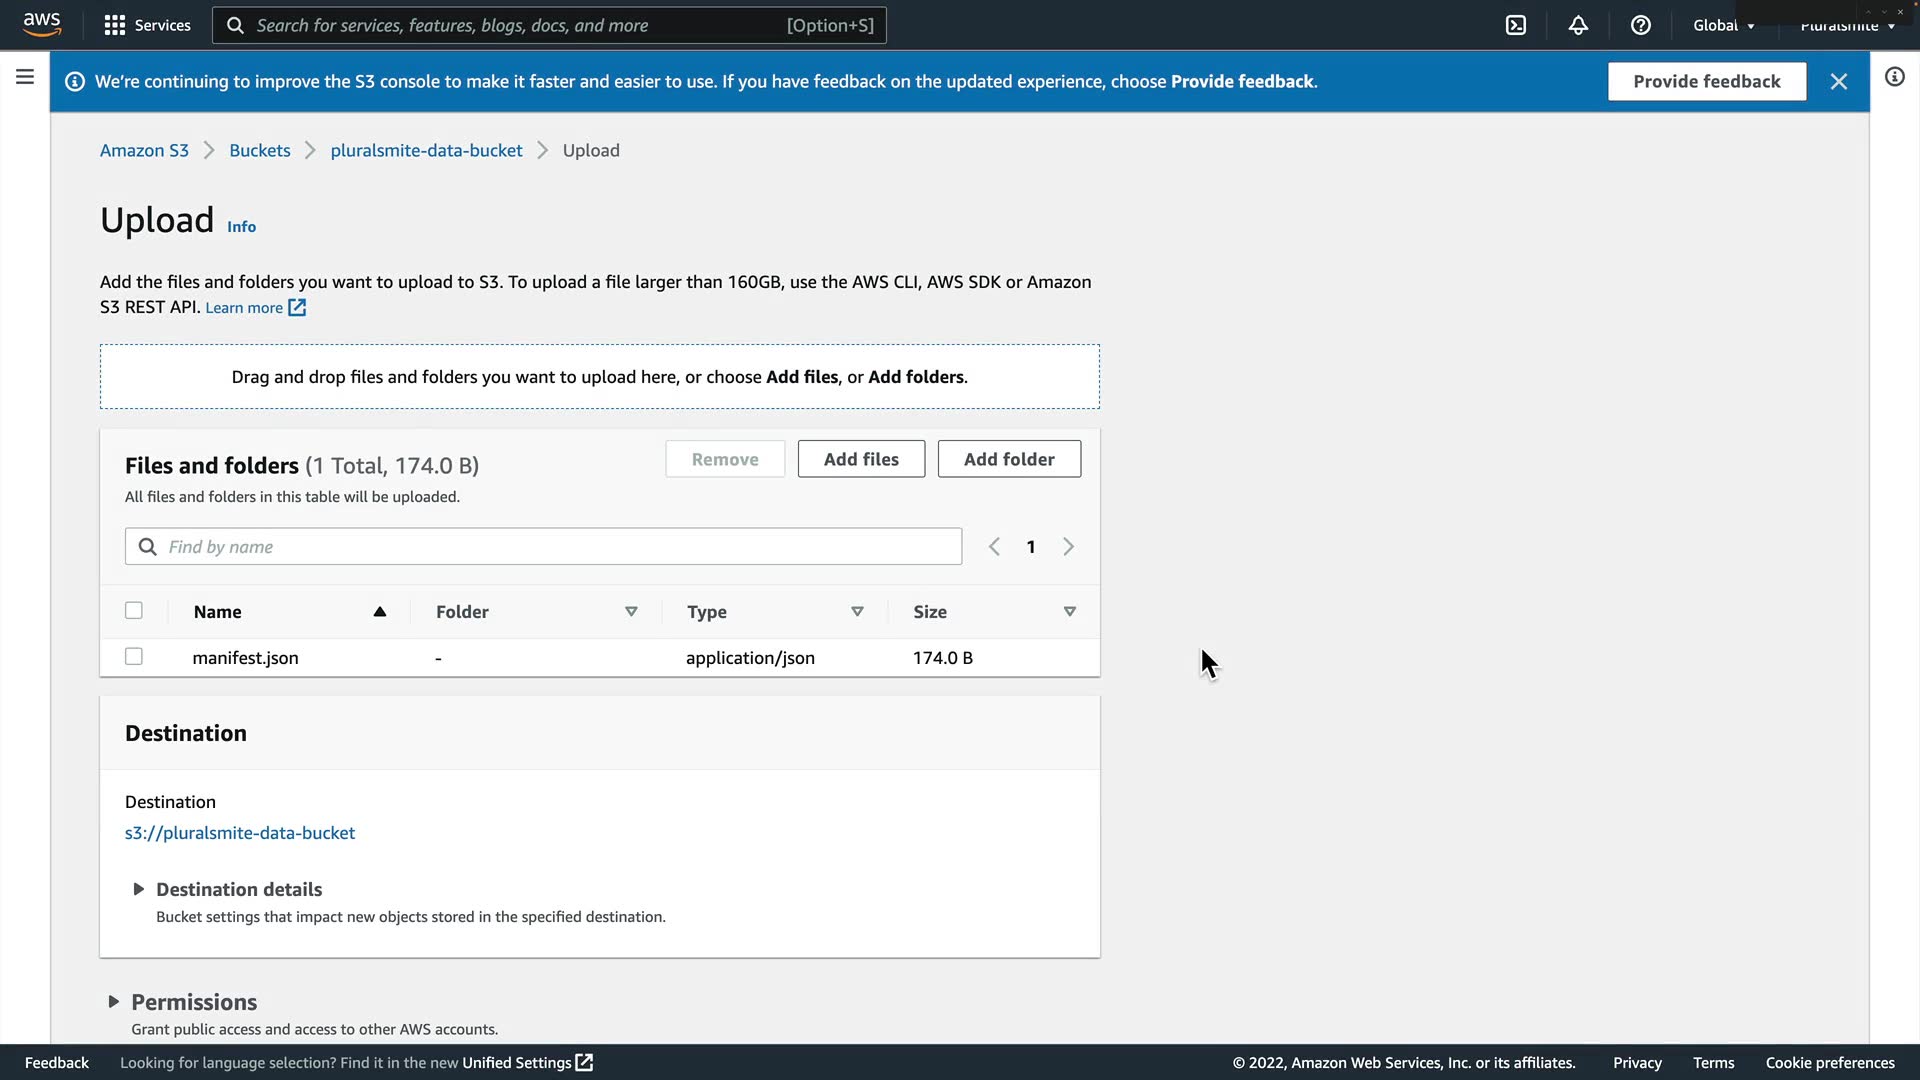 aws
Services
Search for services, features, blogs, docs, and more [Option+S]
Global
Pluralsmite
We're continuing to improve the S3 console to make it faster and easier to use. If you have feedback on the updated experience, choose Provide feedback.
Provide feedback
Amazon S3 > Buckets > pluralsmite-data-bucket > Upload
Upload Info
Add the files and folders you want to upload to S3. To upload a file larger than 160GB, use the AWS CLI, AWS SDK or Amazon
S3 REST API. Learn more
Drag and drop files and folders you want to upload here, or choose Add files, or Add folders.
Files and folders (1 Total, 174.0 B)
Remove
Add files
Add folder
All files and folders in this table will be uploaded.
Find by name
1
Name Folder Type Size
manifest.json - application/json 174.0 B
Destination
Destination
s3://pluralsmite-data-bucket
Destination details
Bucket settings that impact new objects stored in the specified destination.
Permissions
Grant public access and access to other AWS accounts.
Feedback Looking for language selection? Find it in the new Unified Settings © 2022, Amazon Web Services, Inc. or its affiliates. Privacy Terms Cookie preferences